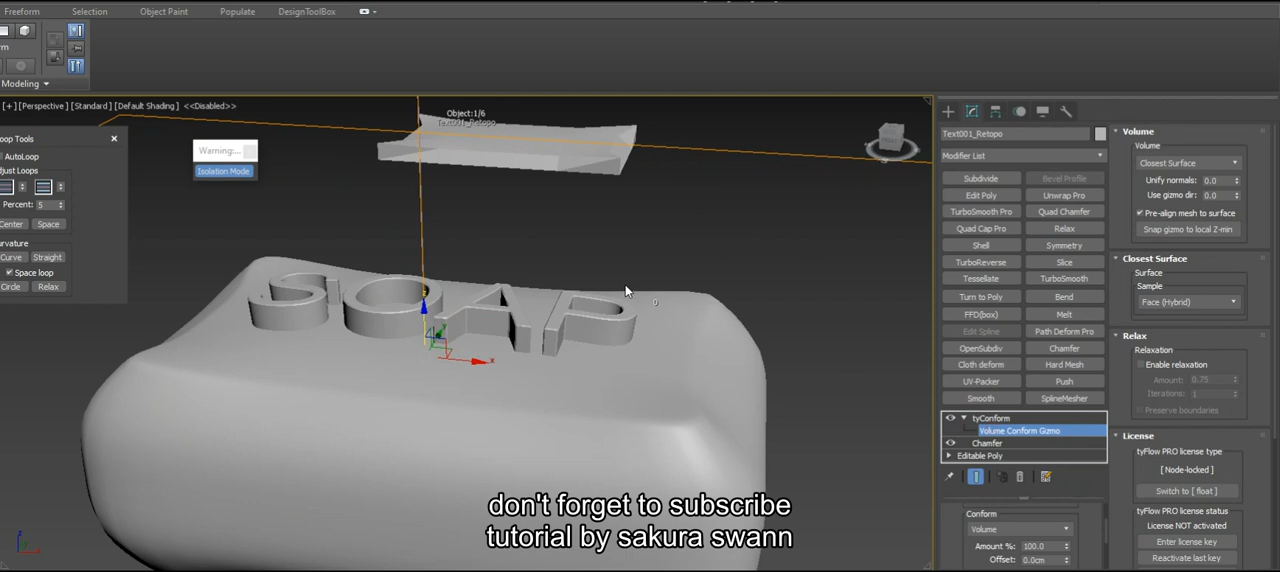 Freeform
Selection
Object Paint
Populate
DesignToolBox
Modeling
[+] [Perspective] [Standard] [Default Shading] <<Disabled>>
Object:1/6
Text001_Retopo
oop Tools
AutoLoop
djust Loops
Percent: 5
Center
Space
urvature
Curve
Straight
Space loop
Circle
Relax
Warning:...
Isolation Mode
SOAP
x
z
0
don't forget to subscribe
tutorial by sakura swann
Text001_Retopo
Modifier List
Subdivide
Bevel Profile
Edit Poly
Unwrap Pro
TurboSmooth Pro
Quad Chamfer
Quad Cap Pro
Relax
Shell
Symmetry
TurboReverse
Slice
Tessellate
TurboSmooth
Turn to Poly
Bend
FFD(box)
Melt
Edit Spline
Path Deform Pro
OpenSubdiv
Chamfer
Cloth deform
Hard Mesh
UV-Packer
Push
Smooth
SplineMesher
tyConform
Volume Conform Gizmo
Chamfer
Editable Poly
Conform
Volume
Amount %: 100.0
Offset: 0.0cm
Volume
Volume
Closest Surface
Unify normals: 0.0
Use gizmo dir: 0.0
Pre-align mesh to surface
Snap gizmo to local Z-min
Closest Surface
Surface
Sample
Face (Hybrid)
Relax
Relaxation
Enable relaxation
Amount: 0.75
Iterations: 1
Preserve boundaries
License
tyFlow PRO license type
[ Node-locked ]
Switch to [ float ]
tyFlow PRO license status
License NOT activated
Enter license key
Reactivate last key